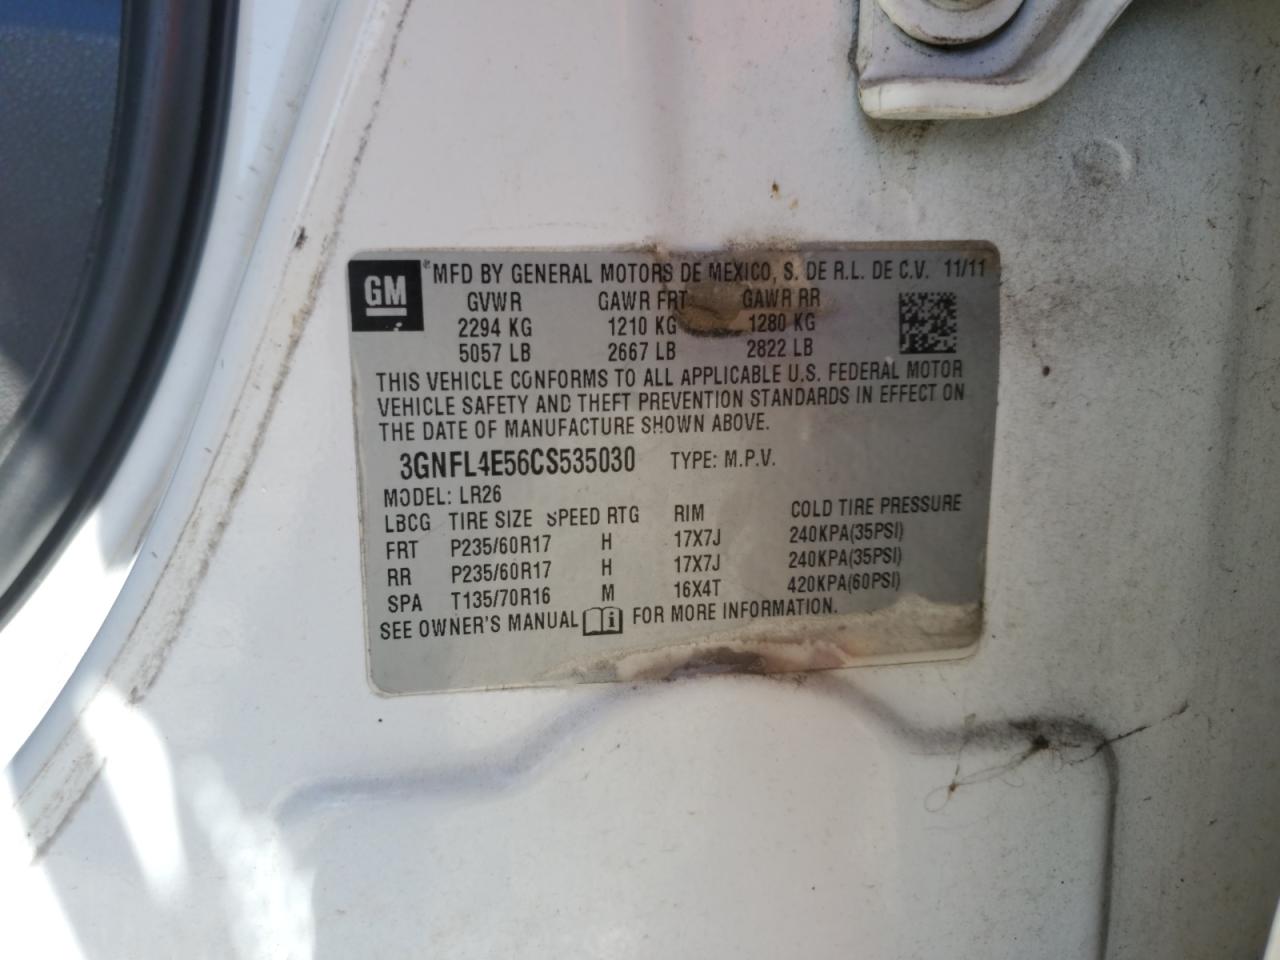 GM ® MFD BY GENERAL MOTORS DE MEXICO, S. DE R.L. DE C.V. 11/11
GVWR GAWR FRT GAWR RR
2294 KG 1210 KG 1280 KG
5057 LB 2667 LB 2822 LB
THIS VEHICLE CONFORMS TO ALL APPLICABLE U.S. FEDERAL MOTOR
VEHICLE SAFETY AND THEFT PREVENTION STANDARDS IN EFFECT ON
THE DATE OF MANUFACTURE SHOWN ABOVE.
3GNFL4E56CS535030 TYPE: M.P.V.
MODEL: LR26
LBCG TIRE SIZE SPEED RTG RIM COLD TIRE PRESSURE
FRT P235/60R17 H 17X7J 240KPA(35PSI)
RR P235/60R17 H 17X7J 240KPA(35PSI)
SPA T135/70R16 M 16X4T 420KPA(60PSI)
SEE OWNER'S MANUAL i FOR MORE INFORMATION.